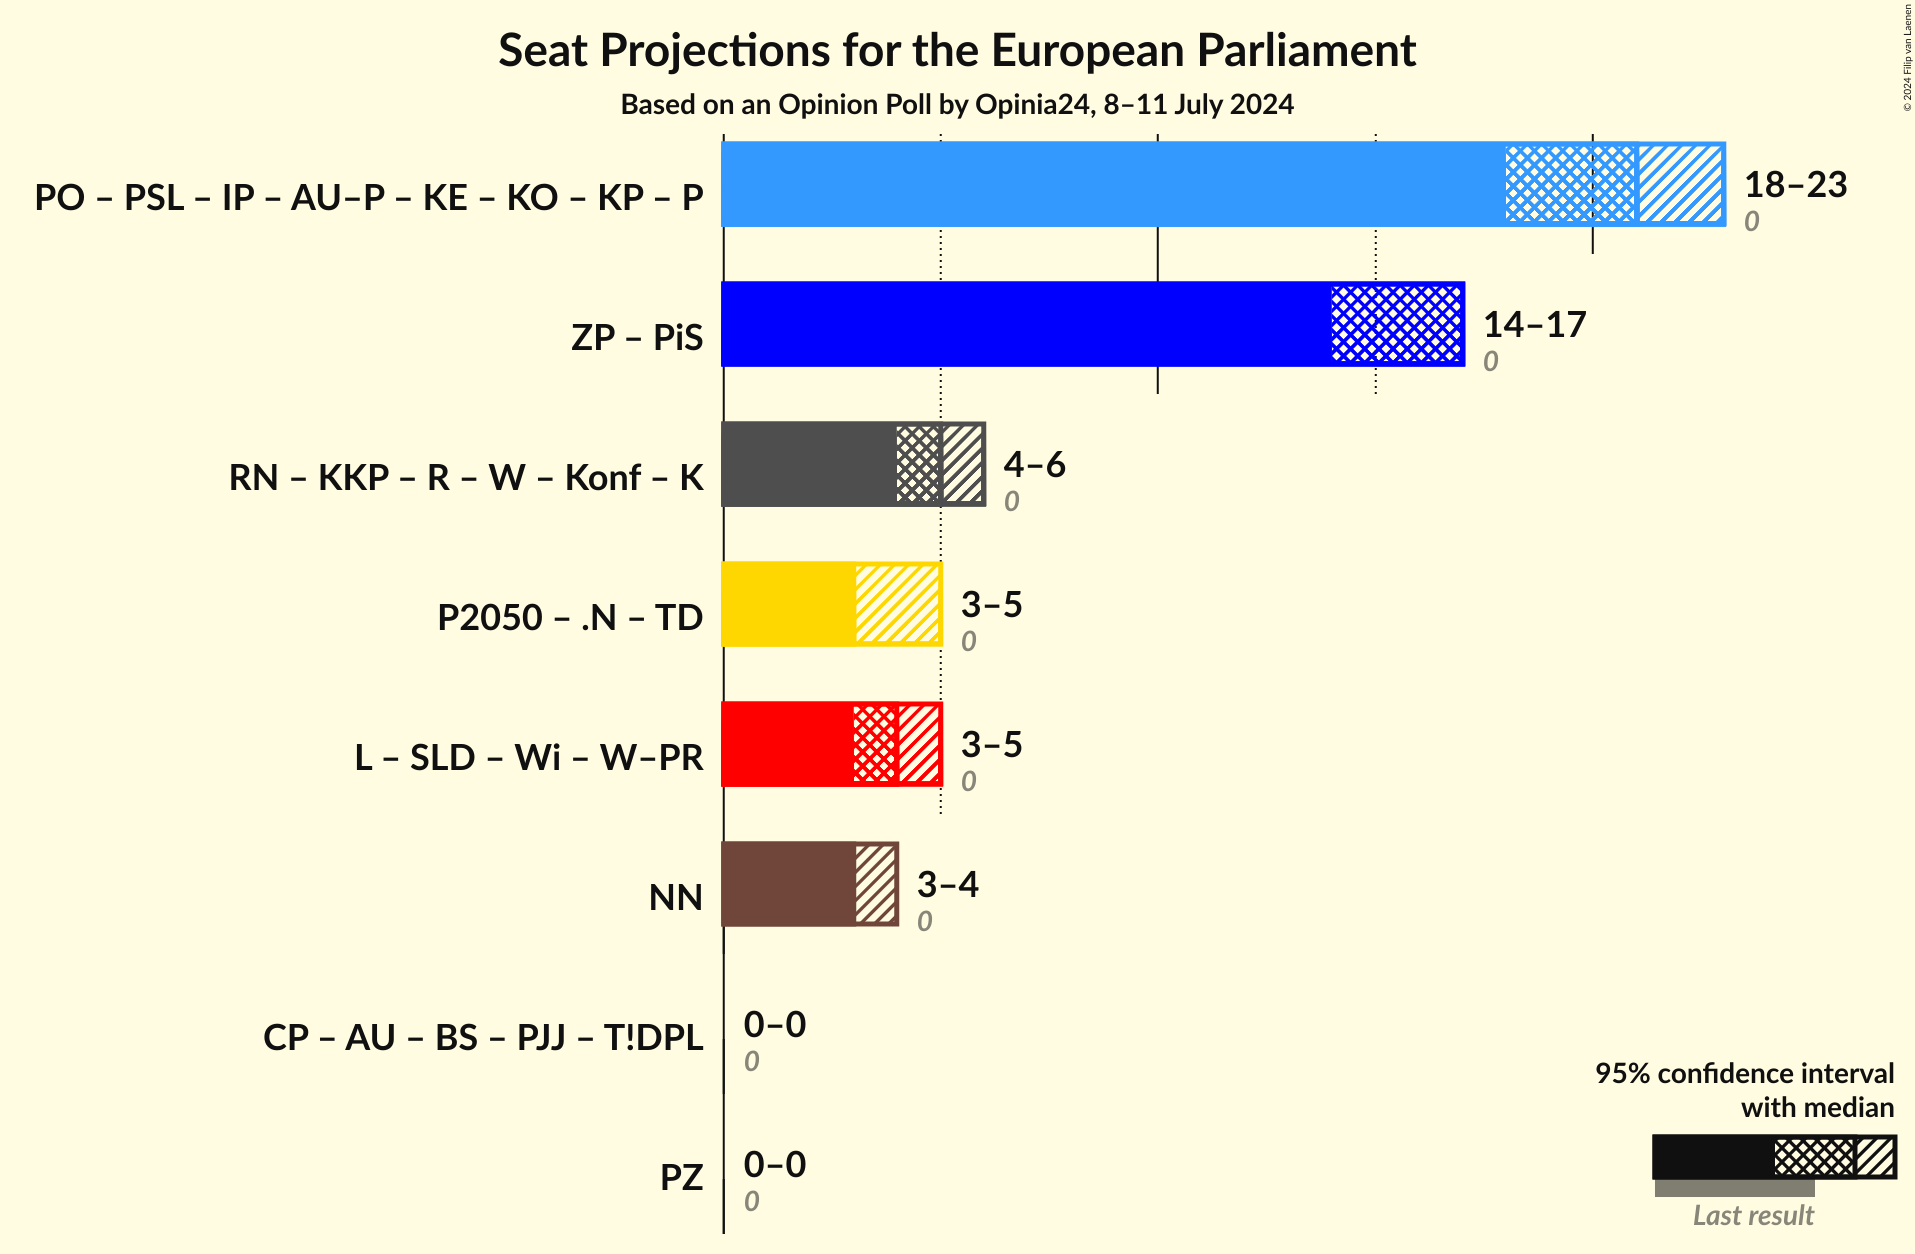 Seat Projections for the European Parliament
Based on an Opinion Poll by Opinia24, 8–11 July 2024
© 2024 Filip van Laenen
PO – PSL – IP – AU–P – KE – KO – KP – P
18–23
0
ZP – PiS
14–17
0
RN – KKP – R – W – Konf – K
4–6
0
P2050 – .N – TD
3–5
0
L – SLD – Wi – W–PR
3–5
0
NN
3–4
0
CP – AU – BS – PJJ – T!DPL
0–0
0
PZ
0–0
0
95% confidence interval
with median
Last result